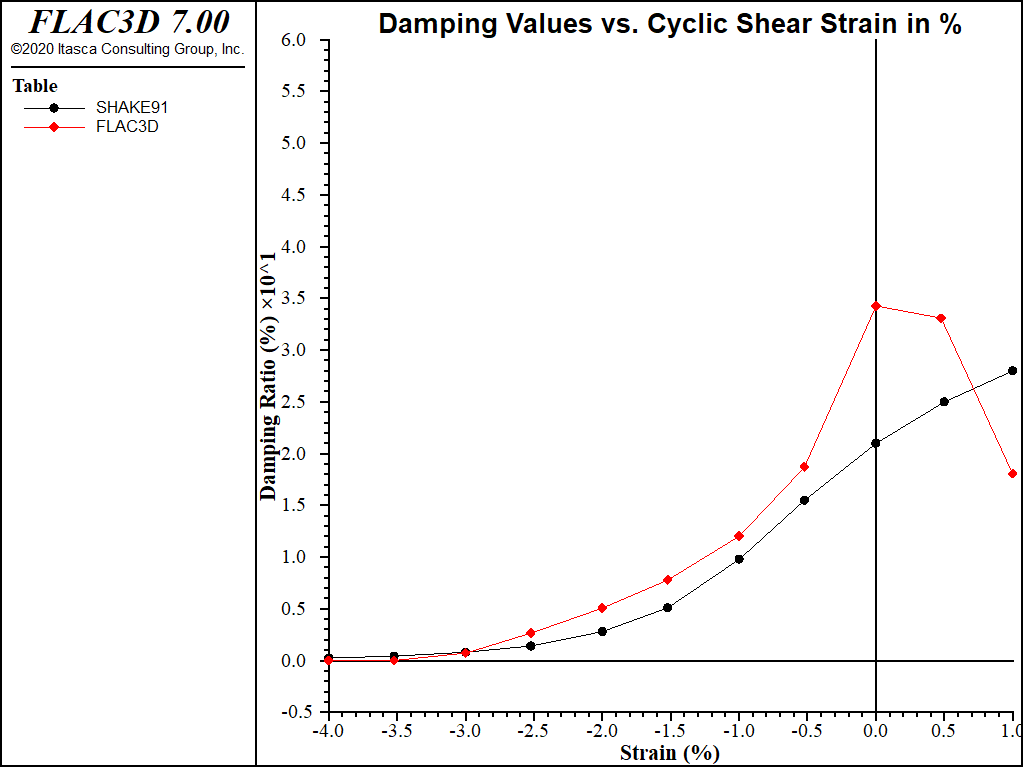 FLAC3D 7.00
©2020 Itasca Consulting Group, Inc.
Table
SHAKE91
FLAC3D
Damping Values vs. Cyclic Shear Strain in %
Damping Ratio (%) ×10^1
6.0
5.5
5.0
4.5
4.0
3.5
3.0
2.5
2.0
1.5
1.0
0.5
0.0
-0.5
-4.0 -3.5 -3.0 -2.5 -2.0 -1.5 -1.0 -0.5 0.0 0.5 1.0
Strain (%)